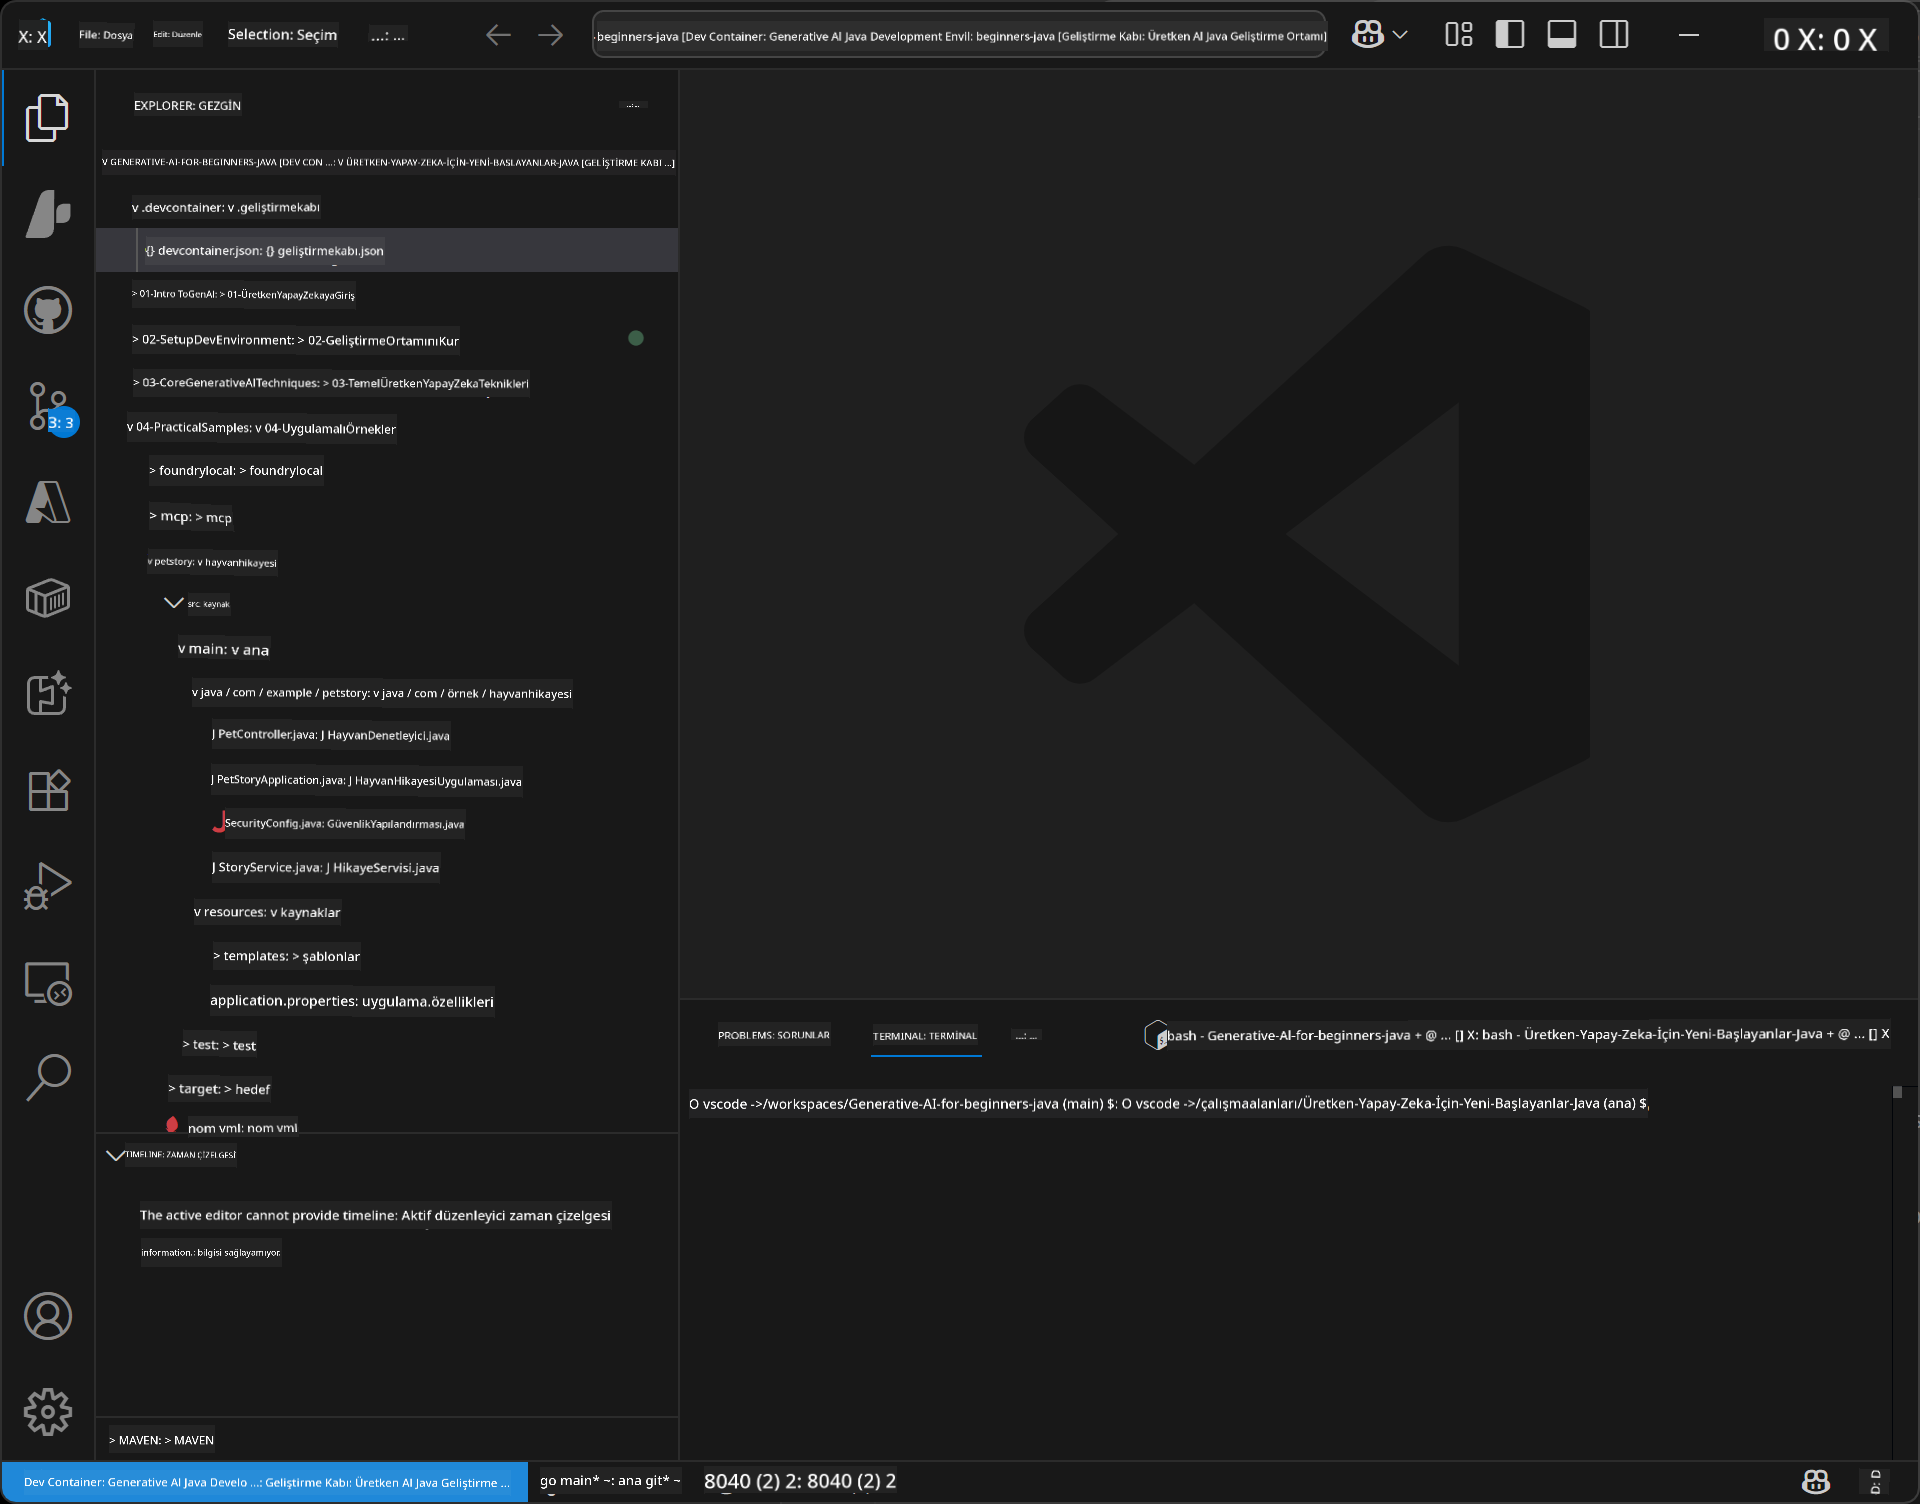 X: X File: Dosya Edit: Düzenle Selection: Seçim ...: ... beginners-java [Dev Container: Generative AI Java Development Envil: beginners-java [Geliştirme Kabı: Üretken AI Java Geliştirme Ortamı] 0 X: 0 X
EXPLORER: GEZGİN
V GENERATIVE-AI-FOR-BEGINNERS-JAVA [DEV CON ...: V ÜRETKEN-YAPAY-ZEKA-İÇİN-YENİ-BASLAYANLAR-JAVA [GELİŞTİRME KABI ...]
v .devcontainer: v .geliştirmekabı
{} devcontainer.json: {} geliştirmekabı.json
> 01-Intro ToGenAI: > 01-ÜretkenYapayZekayaGiriş
> 02-SetupDevEnvironment: > 02-GeliştirmeOrtamınıKur
> 03-CoreGenerativeAITechniques: > 03-TemelÜretkenYapayZekaTeknikleri
3: 3
v 04-PracticalSamples: v 04-UygulamalıÖrnekler
> foundrylocal: > foundrylocal
> mcp: > mcp
v petstory: v hayvanhikayesi
src: kaynak
v main: v ana
v java / com / example / petstory: v java / com / örnek / hayvanhikayesi
J PetController.java: J HayvanDenetleyici.java
J PetStoryApplication.java: J HayvanHikayesiUygulaması.java
SecurityConfig.java: GüvenlikYapılandırması.java
J StoryService.java: J HikayeServisi.java
v resources: v kaynaklar
> templates: > şablonlar
application.properties: uygulama.özellikleri
> test: > test
> target: > hedef
nom yml: nom yml
TIMELINE: ZAMAN ÇİZELGESİ
The active editor cannot provide timeline: Aktif düzenleyici zaman çizelgesi
information.: bilgisi sağlayamıyor.
> MAVEN: > MAVEN
PROBLEMS: SORUNLAR TERMINAL: TERMİNAL ...: ... bash - Generative-AI-for-beginners-java + @ ... [] X: bash - Üretken-Yapay-Zeka-İçin-Yeni-Başlayanlar-Java + @ ... [] X
O vscode ->/workspaces/Generative-AI-for-beginners-java (main) $: O vscode ->/çalışmaalanları/Üretken-Yapay-Zeka-İçin-Yeni-Başlayanlar-Java (ana) $
Dev Container: Generative AI Java Develo ...: Geliştirme Kabı: Üretken AI Java Geliştirme ... go main* ~: ana git* ~ 8040 (2) 2: 8040 (2) 2 D: D